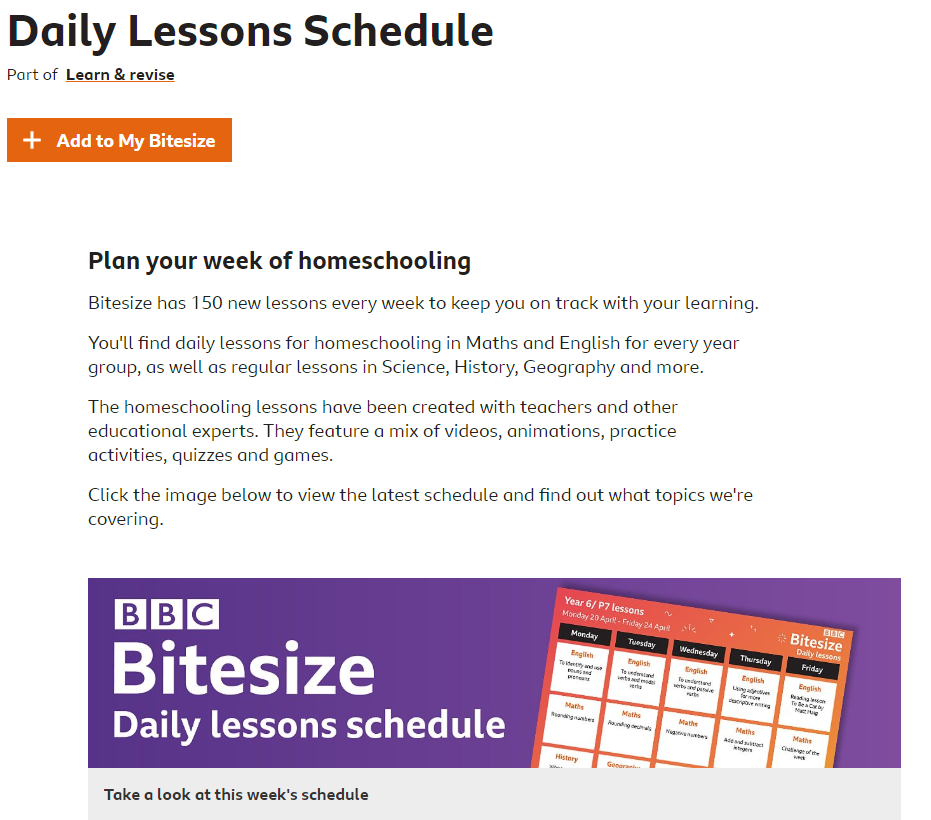 Daily Lessons Schedule
Part of Learn & revise
+ Add to My Bitesize
Plan your week of homeschooling
Bitesize has 150 new lessons every week to keep you on track with your learning.
You'll find daily lessons for homeschooling in Maths and English for every year
group, as well as regular lessons in Science, History, Geography and more.
The homeschooling lessons have been created with teachers and other
educational experts. They feature a mix of videos, animations, practice
activities, quizzes and games.
Click the image below to view the latest schedule and find out what topics we're
covering.
BBC
Bitesize
Daily lessons schedule
Year 6/ P7 lessons
Monday 20 April - Friday 24 April
BBC
Bitesize
Daily lessons
Monday Tuesday Wednesday Thursday Friday
English
To identify and use
nouns and
pronouns
English
To understand
verbs and modal
verbs
English
To understand
verbs and passive
verbs
English
Using adjectives
for more
descriptive writing
English
Reading lesson
To Be a Cat by
Matt Haig
Maths
Rounding numbers
Maths
Rounding decimals
Maths
Negative numbers
Maths
Add and subtract
integers
Maths
Challenge of the
week
History
Geography
Take a look at this week's schedule